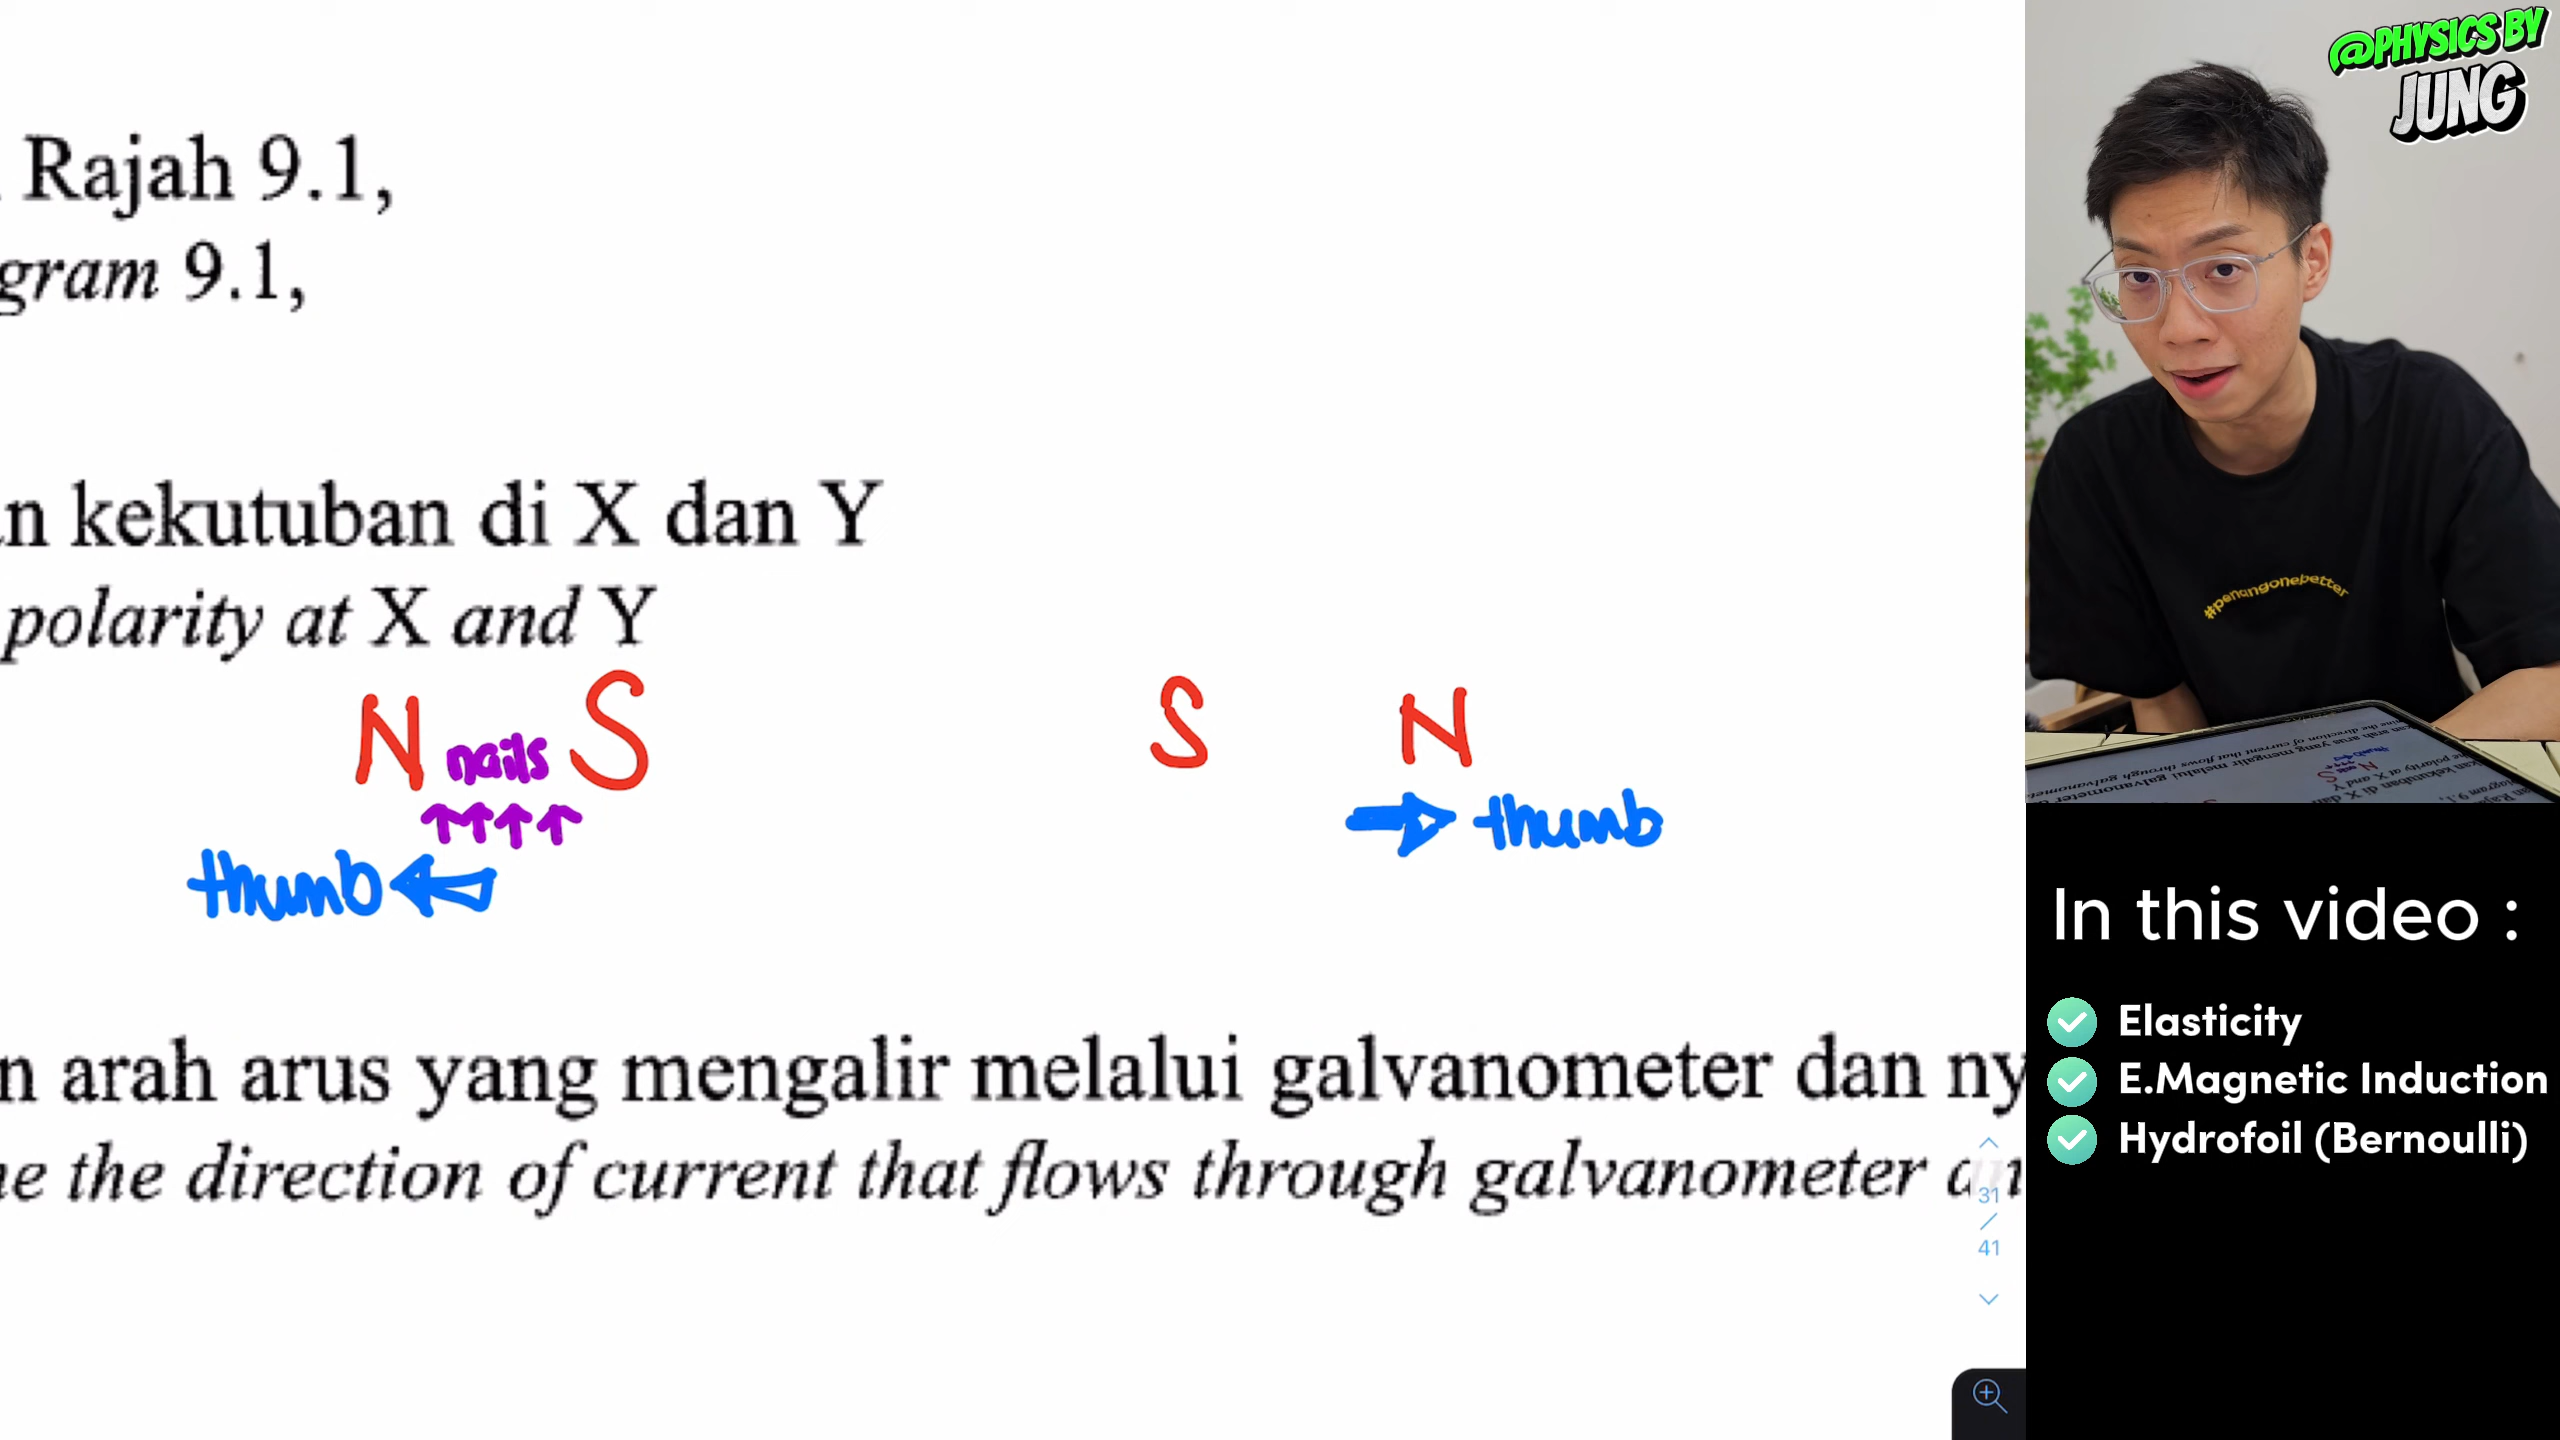 Rajah 9.1,
gram 9.1,
n kekutuban di X dan Y
polarity at X and Y
N nails S
thumb
S N
thumb
n arah arus yang mengalir melalui galvanometer dan ny
e the direction of current that flows through galvanometer an
31
/
41
@PHYSICS BY
JUNG
#penangonebetter
In this video :
Elasticity
E.Magnetic Induction
Hydrofoil (Bernoulli)